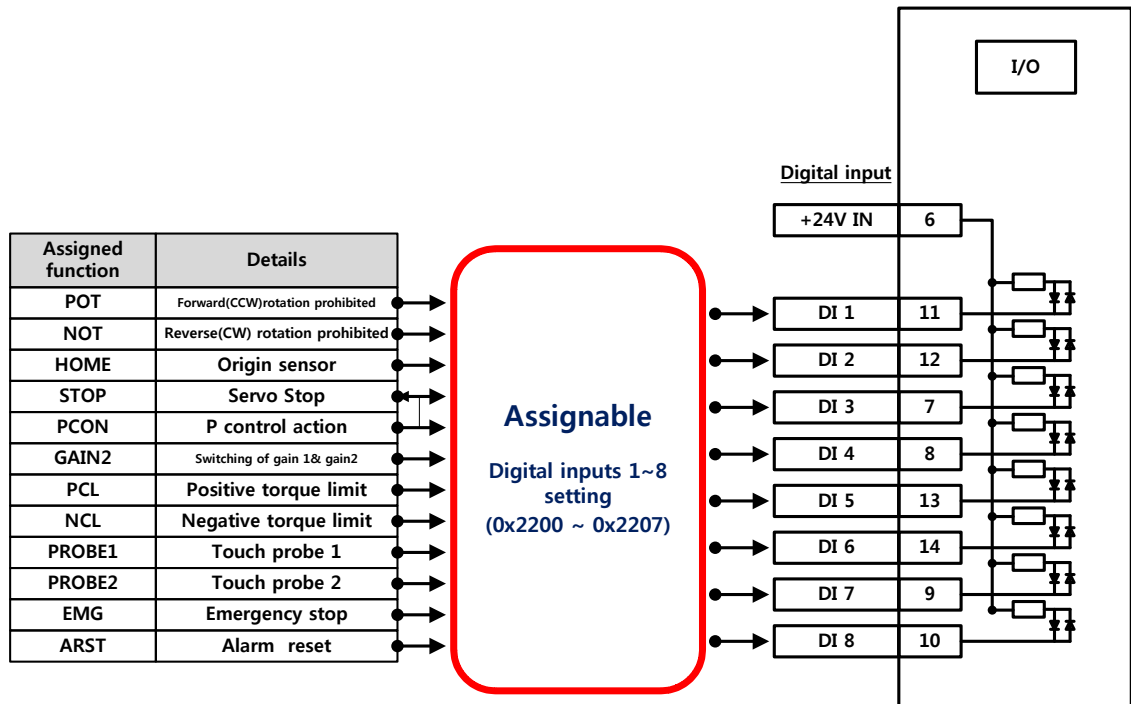 I/O
Digital input
+24V IN 6
Assigned function Details
POT Forward(CCW)rotation prohibited
NOT Reverse(CW) rotation prohibited
HOME Origin sensor
STOP Servo Stop
PCON P control action
GAIN2 Switching of gain 1& gain2
PCL Positive torque limit
NCL Negative torque limit
PROBE1 Touch probe 1
PROBE2 Touch probe 2
EMG Emergency stop
ARST Alarm reset
Assignable
Digital inputs 1~8
setting
(0x2200 ~ 0x2207)
DI 1 11
DI 2 12
DI 3 7
DI 4 8
DI 5 13
DI 6 14
DI 7 9
DI 8 10